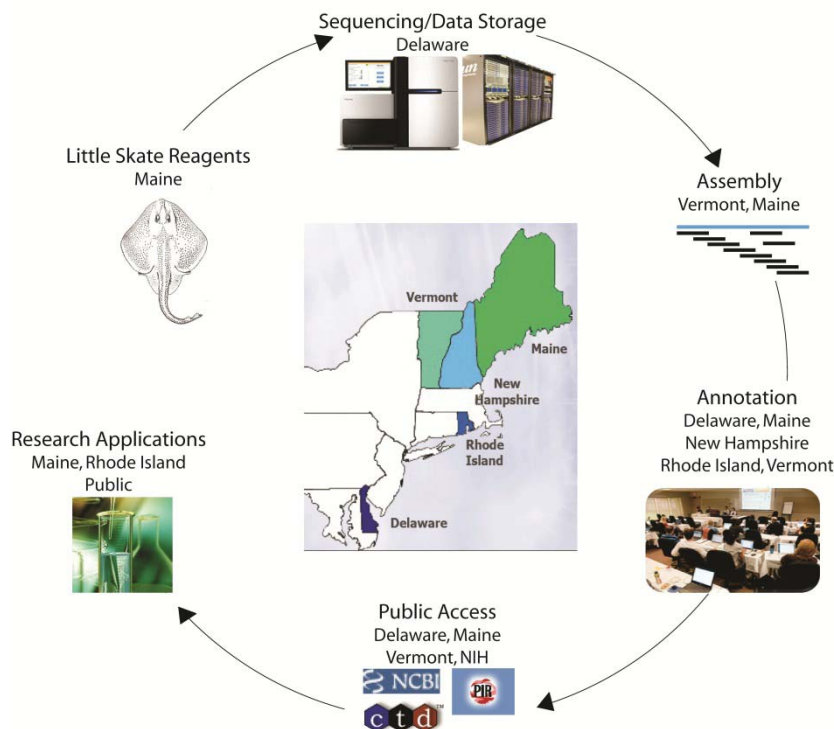 Sequencing/Data Storage
Delaware
Little Skate Reagents
Maine
Assembly
Vermont, Maine
Vermont
Maine
New
Hampshire
Rhode
Island
Delaware
Annotation
Delaware, Maine
New Hampshire
Rhode Island, Vermont
Research Applications
Maine, Rhode Island
Public
Public Access
Delaware, Maine
Vermont, NIH
NCBI
PIR
ctd™